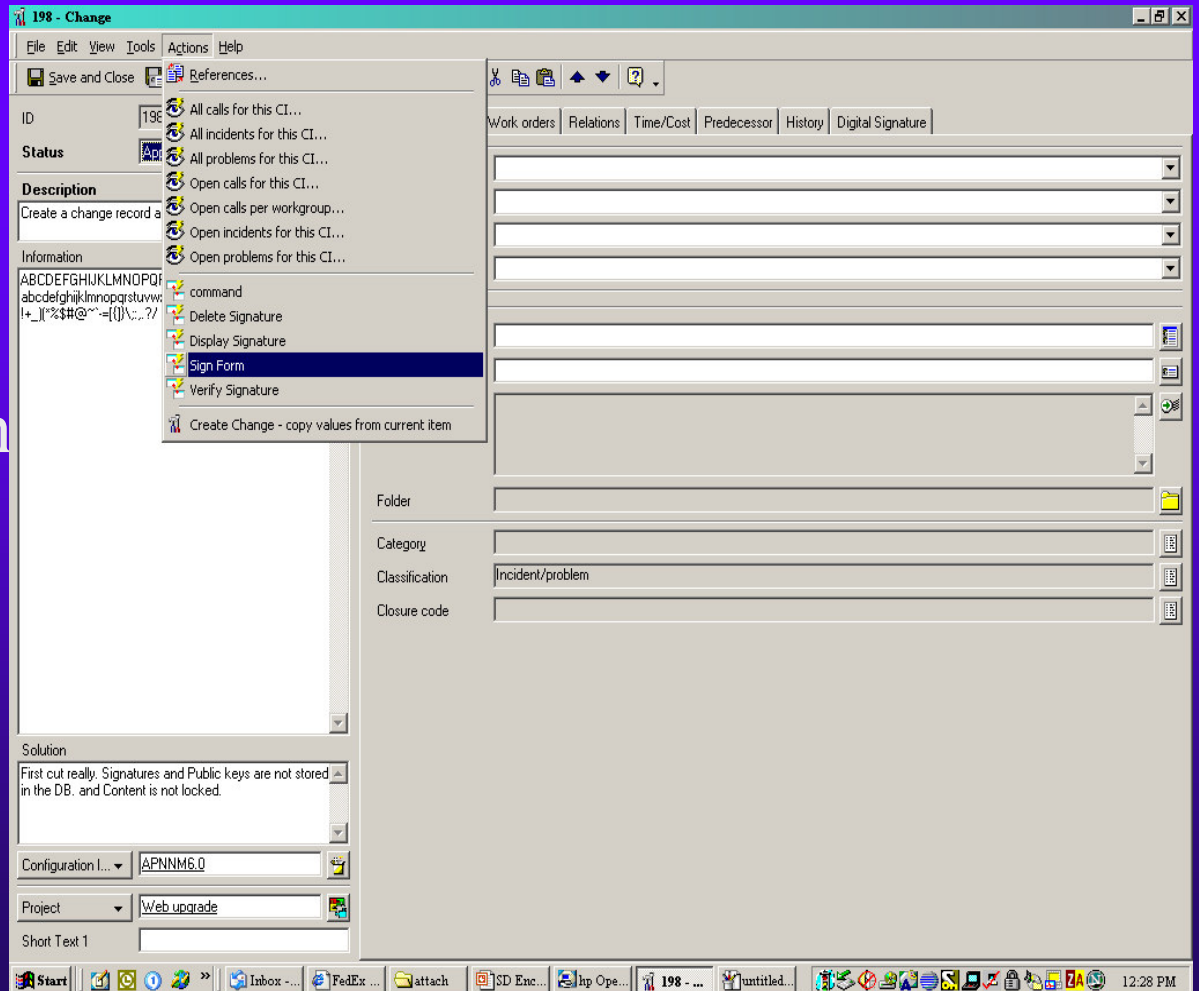 198 - Change
File Edit View Tools Actions Help
Save and Close
References...
All calls for this CI...
All incidents for this CI...
All problems for this CI...
Open calls for this CI...
Open calls per workgroup...
Open incidents for this CI...
Open problems for this CI...
command
Delete Signature
Display Signature
Sign Form
Verify Signature
Create Change - copy values from current item
ID 198
Status App
Work orders Relations Time/Cost Predecessor History Digital Signature
Description
Create a change record a
Information
ABCDEFGHIJKLMNOPQR
abcdefghijklmnopqrstuvwx
!+_)(*%$#@~`-=[{]}\;:,.?/
Folder
Category
Classification Incident/problem
Closure code
Solution
First cut really. Signatures and Public keys are not stored
in the DB. and Content is not locked.
Configuration I... APNNM6.0
Project Web upgrade
Short Text 1
Start Inbox -... FedEx ... attach SD Enc... hp Ope... 198 - ... untitled... 12:28 PM